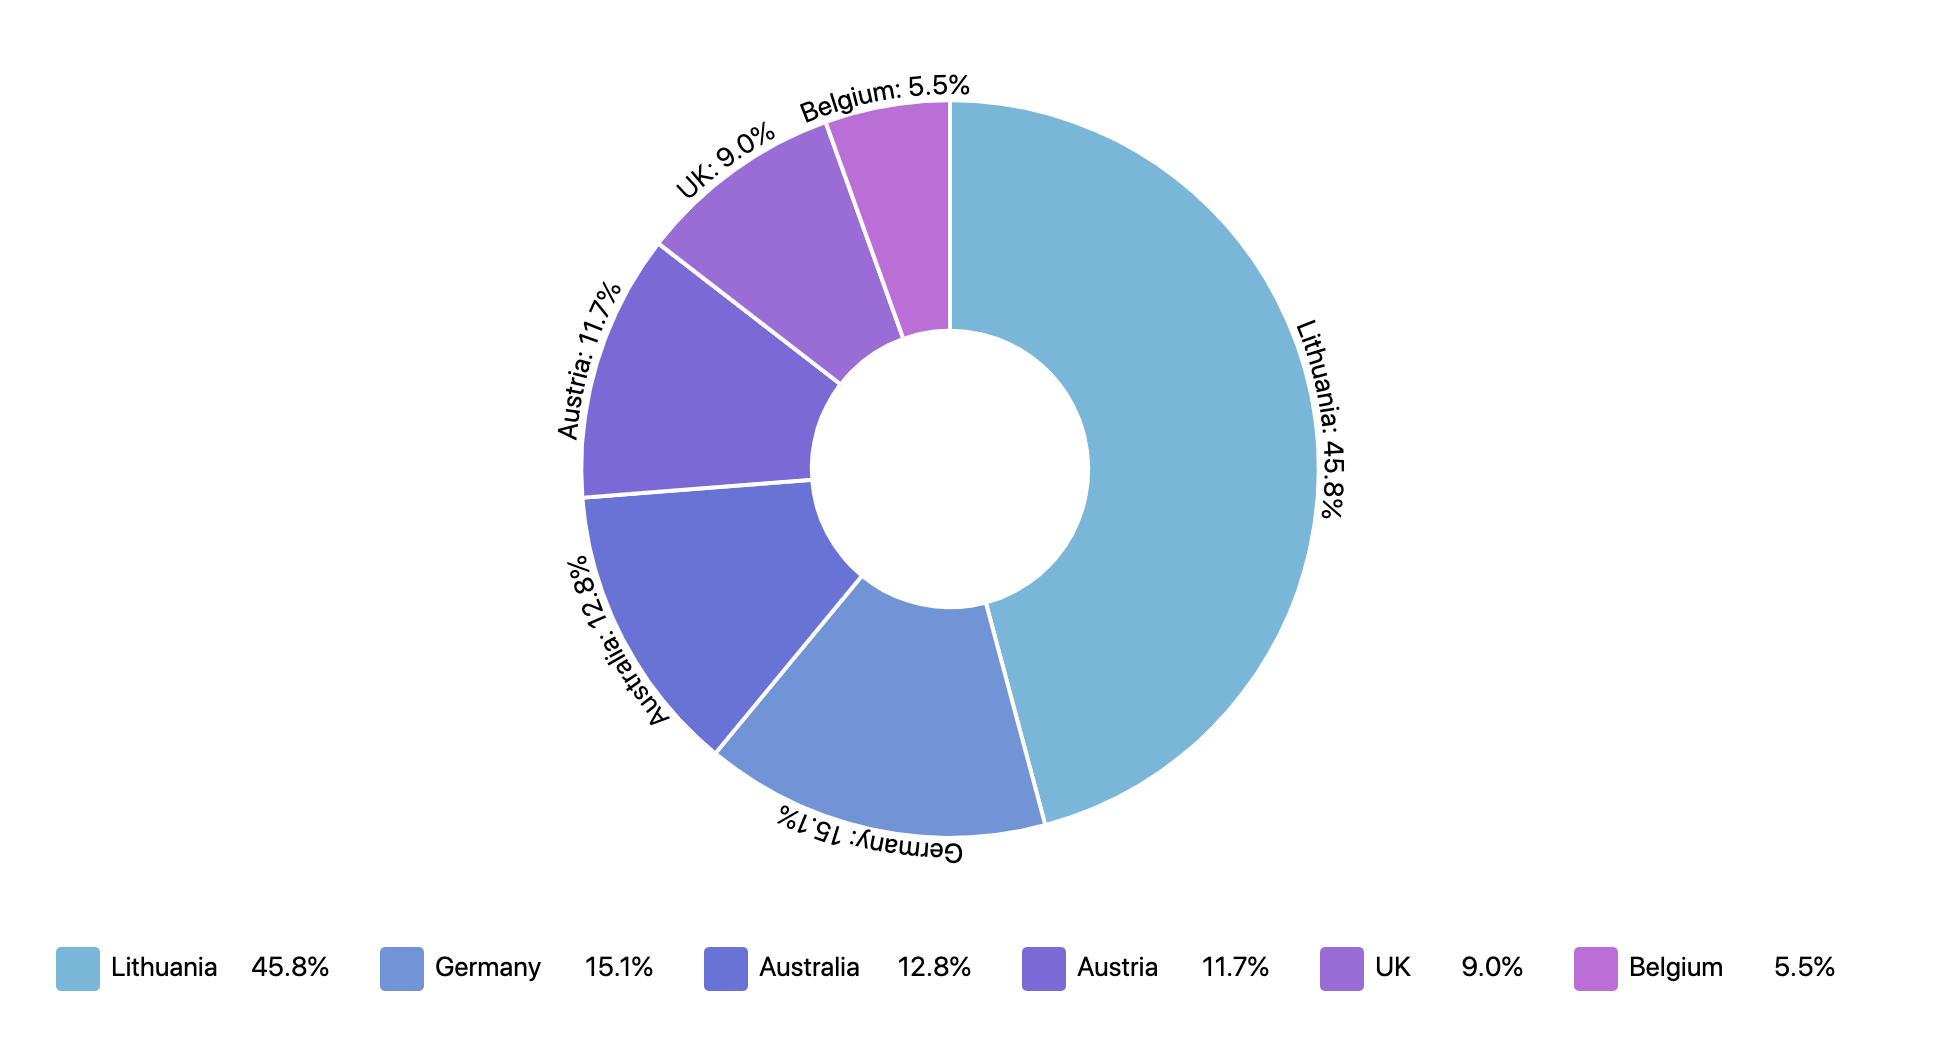 Belgium: 5.5%
UK: 9.0%
Austria: 11.7%
Lithuania: 45.8%
Australia: 12.8%
Germany: 15.1%
Lithuania 45.8% Germany 15.1% Australia 12.8% Austria 11.7% UK 9.0% Belgium 5.5%